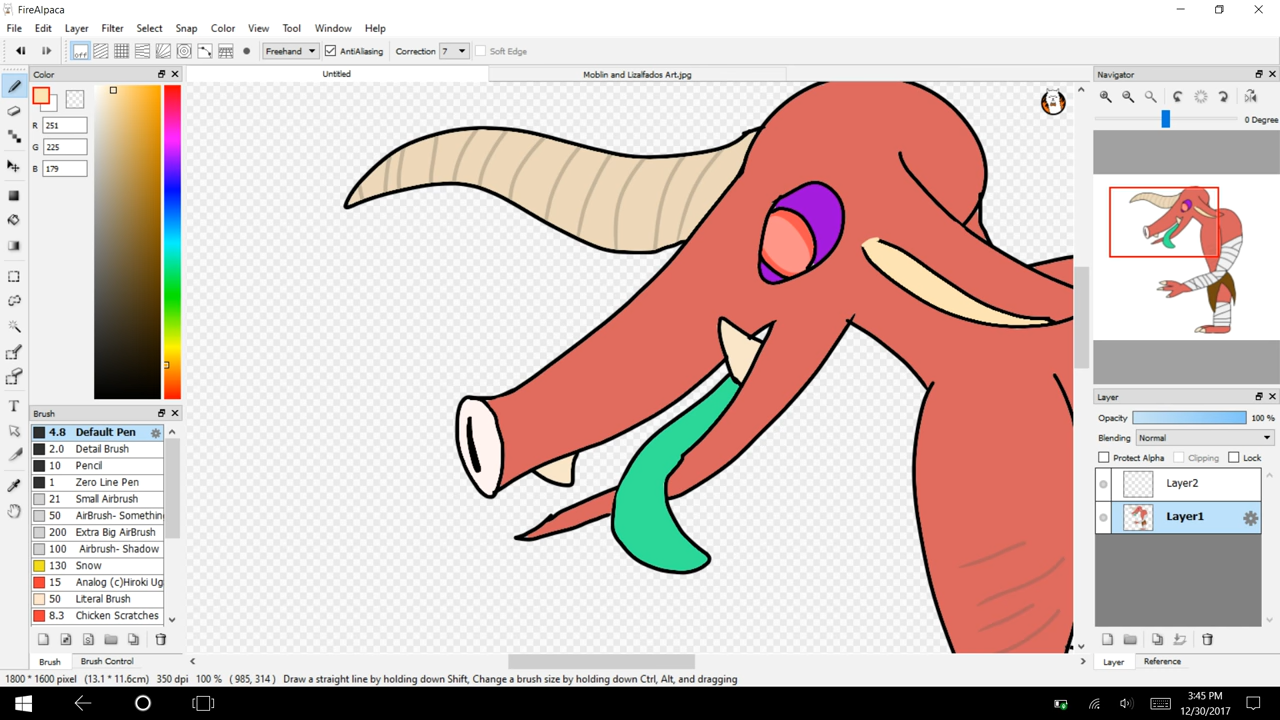 FireAlpaca
File Edit Layer Filter Select Snap Color View Tool Window Help
off Freehand AntiAliasing Correction 7 Soft Edge
Color Untitled Moblin and Lizalfados Art.jpg Navigator
R 251
G 225
B 179
0 Degree
Brush
4.8 Default Pen
2.0 Detail Brush
10 Pencil
1 Zero Line Pen
21 Small Airbrush
50 AirBrush- Somethin
200 Extra Big AirBrush
100 Airbrush- Shadow
130 Snow
15 Analog (c)Hiroki Ug
50 Literal Brush
8.3 Chicken Scratches
Brush Brush Control
Layer
Opacity 100 %
Blending Normal
Protect Alpha Clipping Lock
Layer2
Layer1
Layer Reference
1800 * 1600 pixel (13.1 * 11.6cm) 350 dpi 100 % ( 985, 314 ) Draw a straight line by holding down Shift, Change a brush size by holding down Ctrl, Alt, and dragging
3:45 PM
12/30/2017